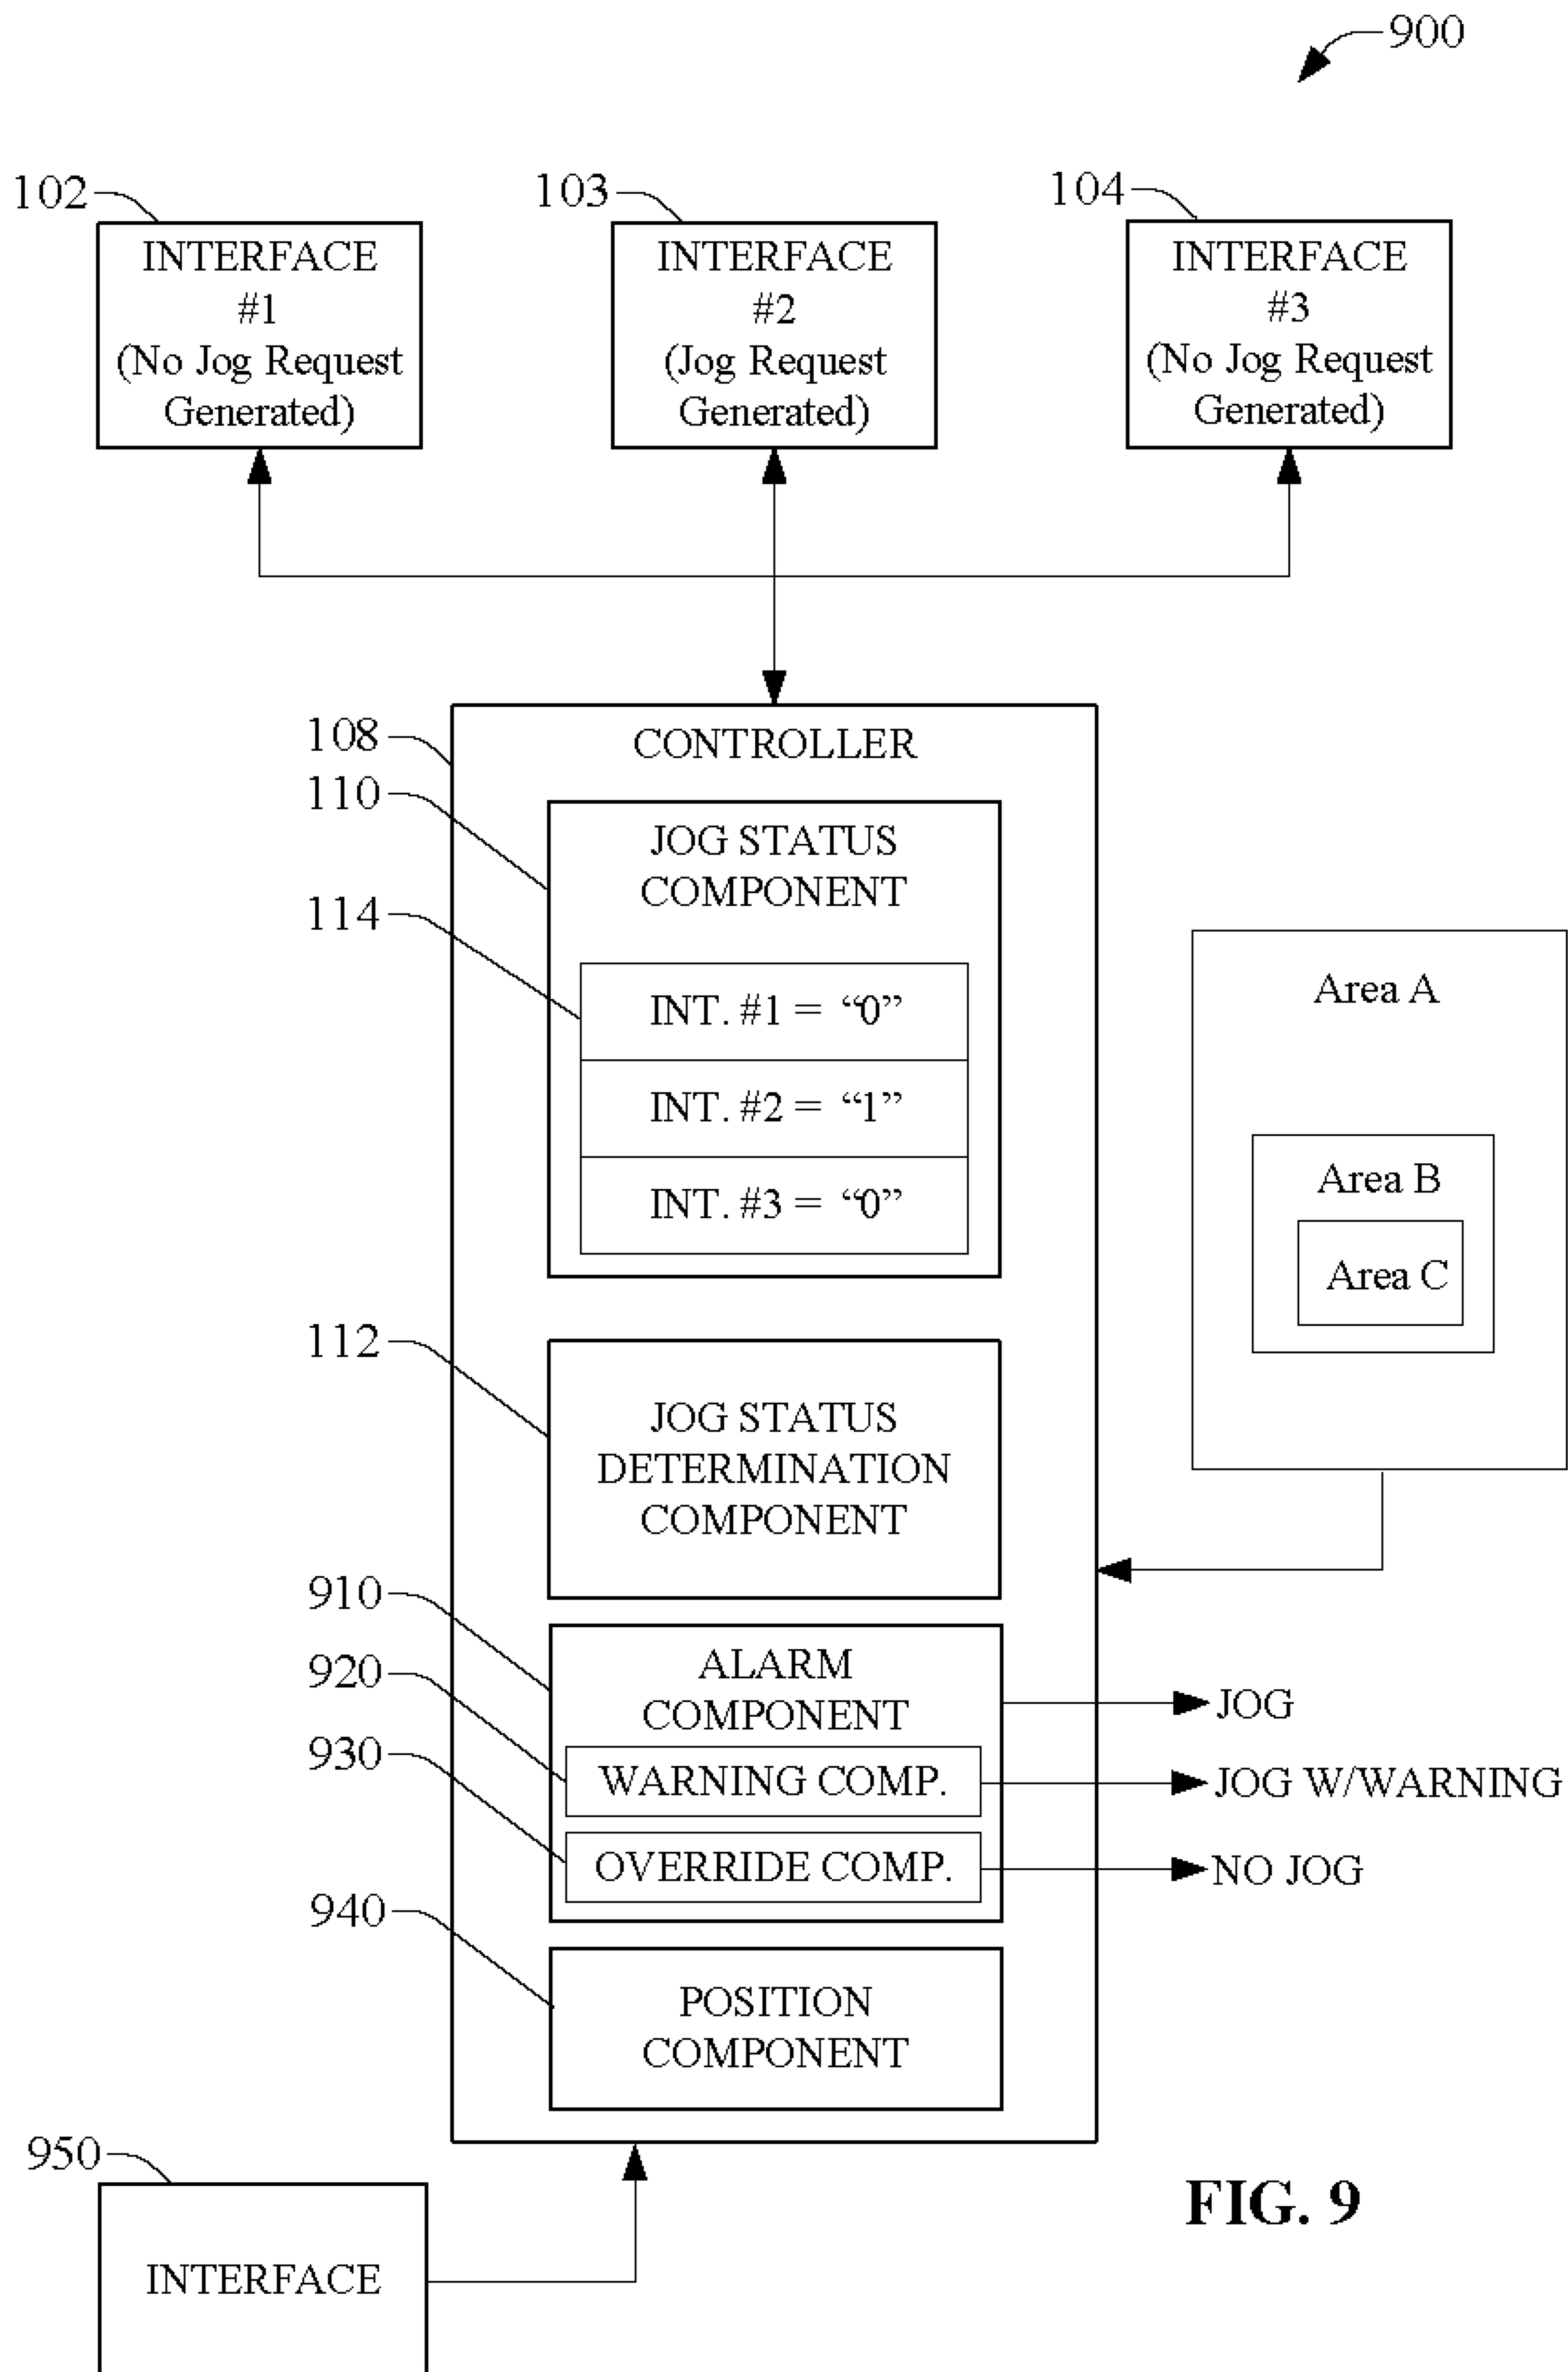 900
102
103
104
INTERFACE
#1
(No Jog Request
Generated)
INTERFACE
#2
(Jog Request
Generated)
INTERFACE
#3
(No Jog Request
Generated)
108
CONTROLLER
110
JOG STATUS
COMPONENT
114
INT. #1 = “0”
INT. #2 = “1”
INT. #3 = “0”
Area A
Area B
Area C
112
JOG STATUS
DETERMINATION
COMPONENT
910
ALARM
COMPONENT
JOG
920
WARNING COMP.
JOG W/WARNING
930
OVERRIDE COMP.
NO JOG
940
POSITION
COMPONENT
950
INTERFACE
FIG. 9